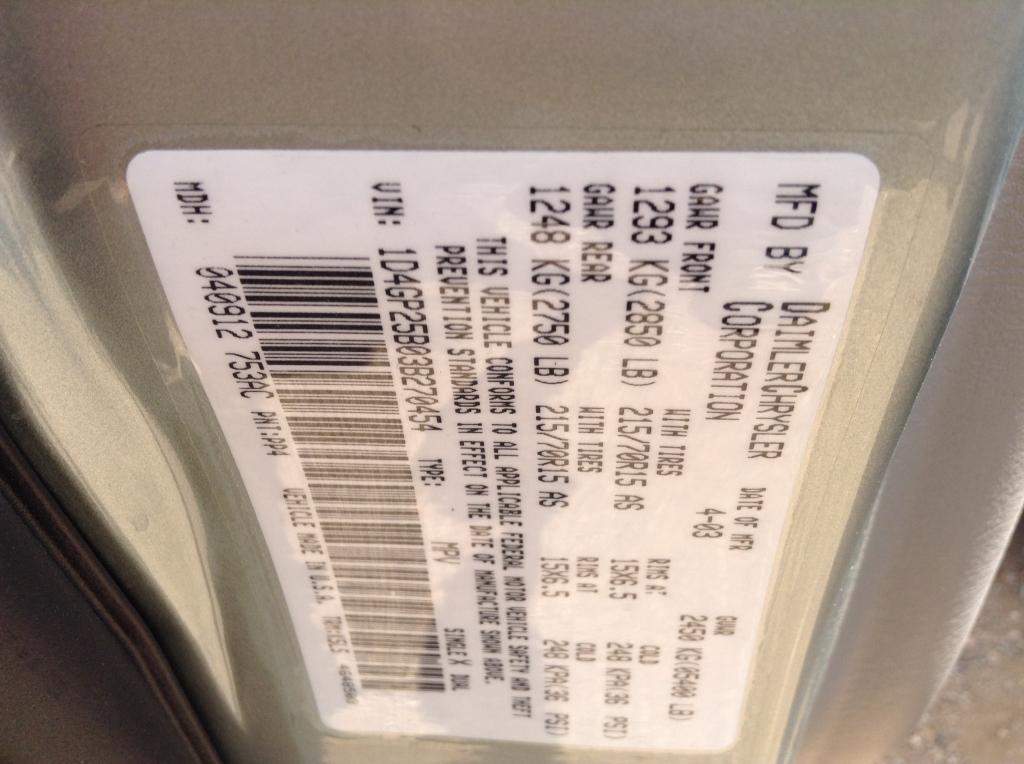 MFD BY DAIMLERCHRYSLER CORPORATION DATE OF MFR 4-03 GVWR 2450 KG(05400 LB)
GAWR FRONT WITH TIRES RIMS AT COLD
1293 KG(2850 LB) 215/70R15 AS 15X6.5 248 KPA(36 PSI)
GAWR REAR WITH TIRES RIMS AT COLD
1248 KG(2750 LB) 215/70R15 AS 15X6.5 248 KPA(36 PSI)
THIS VEHICLE CONFORMS TO ALL APPLICABLE FEDERAL MOTOR VEHICLE SAFETY AND THEFT
PREVENTION STANDARDS IN EFFECT ON THE DATE OF MANUFACTURE SHOWN ABOVE.
VIN: 1D4GP25B03B270454 TYPE: MPV SINGLE X
MDH: 040912 753AC PNT:PP4 VEHICLE MADE IN U.S.A.